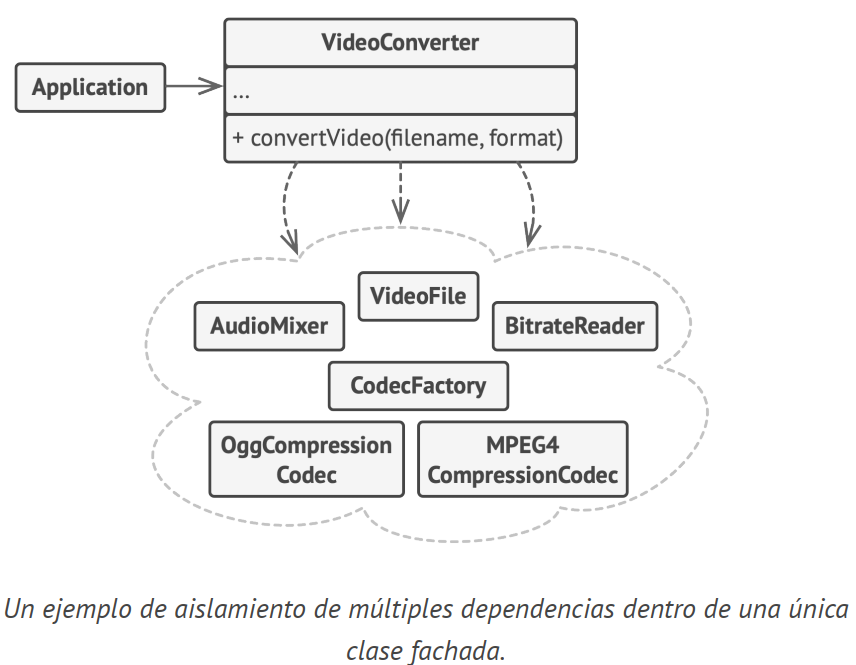 VideoConverter
Application
...
+ convertVideo(filename, format)
VideoFile
AudioMixer
BitrateReader
CodecFactory
OggCompression
Codec
MPEG4
CompressionCodec
Un ejemplo de aislamiento de múltiples dependencias dentro de una única
clase fachada.